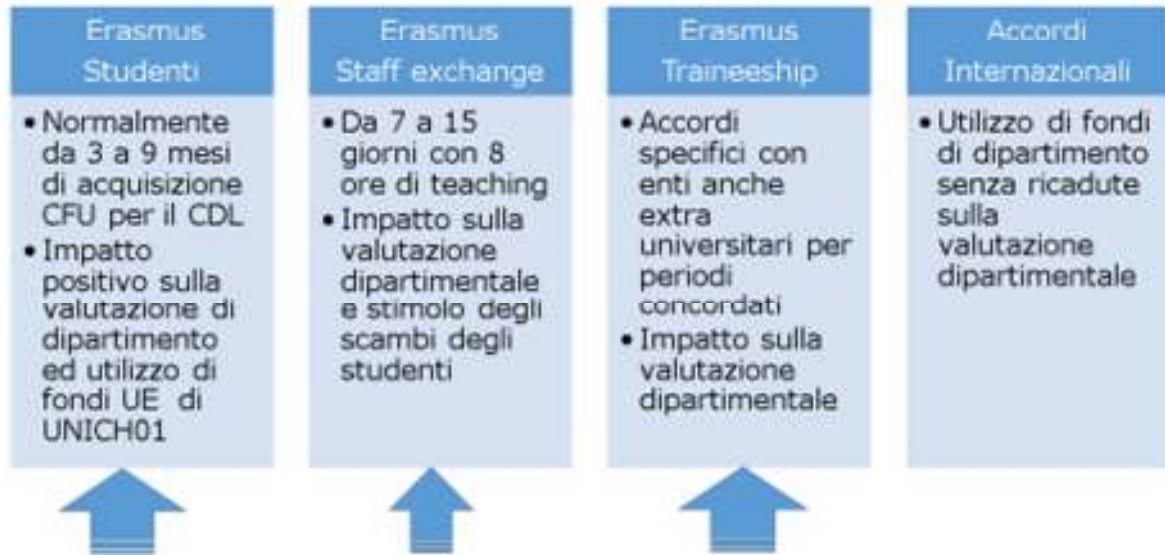 Erasmus
Studenti
• Normalmente
da 3 a 9 mesi
di acquisizione
CFU per il CDL
• Impatto
positivo sulla
valutazione di
dipartimento
ed utilizzo di
fondi UE di
UNICH01
Erasmus
Staff exchange
• Da 7 a 15
giorni con 8
ore di teaching
• Impatto sulla
valutazione
dipartimentale
e stimolo degli
scambi degli
studenti
Erasmus
Traineeship
• Accordi
specifici con
enti anche
extra
universitari per
periodi
concordati
• Impatto sulla
valutazione
dipartimentale
Accordi
Internazionali
• Utilizzo di fondi
di dipartimento
senza ricadute
sulla
valutazione
dipartimentale